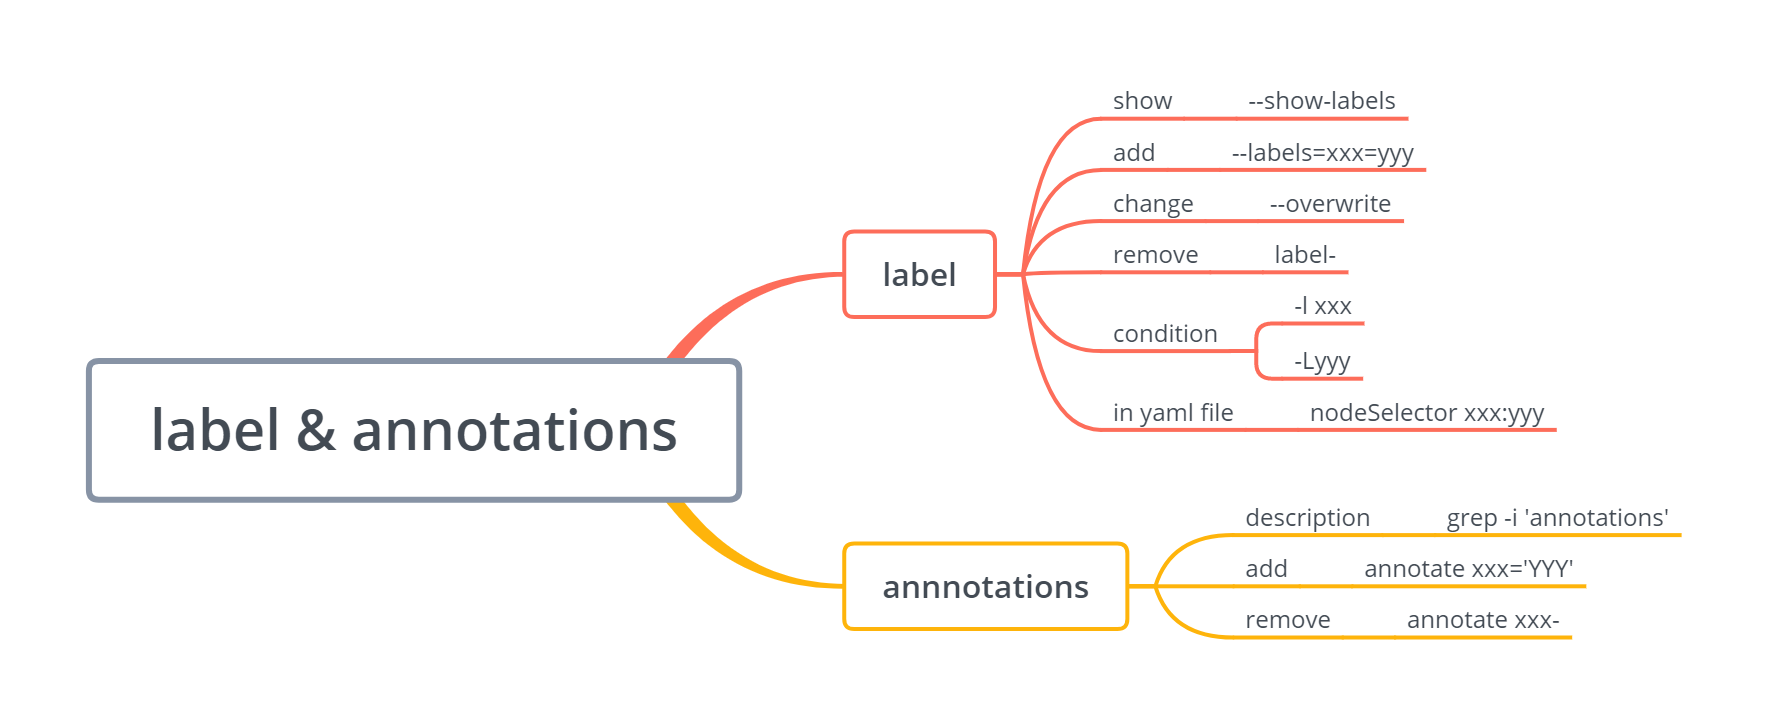 label & annotations
label
show --show-labels
add --labels=xxx=yyy
change --overwrite
remove label-
condition
-l xxx
-Lyyy
in yaml file nodeSelector xxx:yyy
annnotations
description grep -i 'annotations'
add annotate xxx='YYY'
remove annotate xxx-